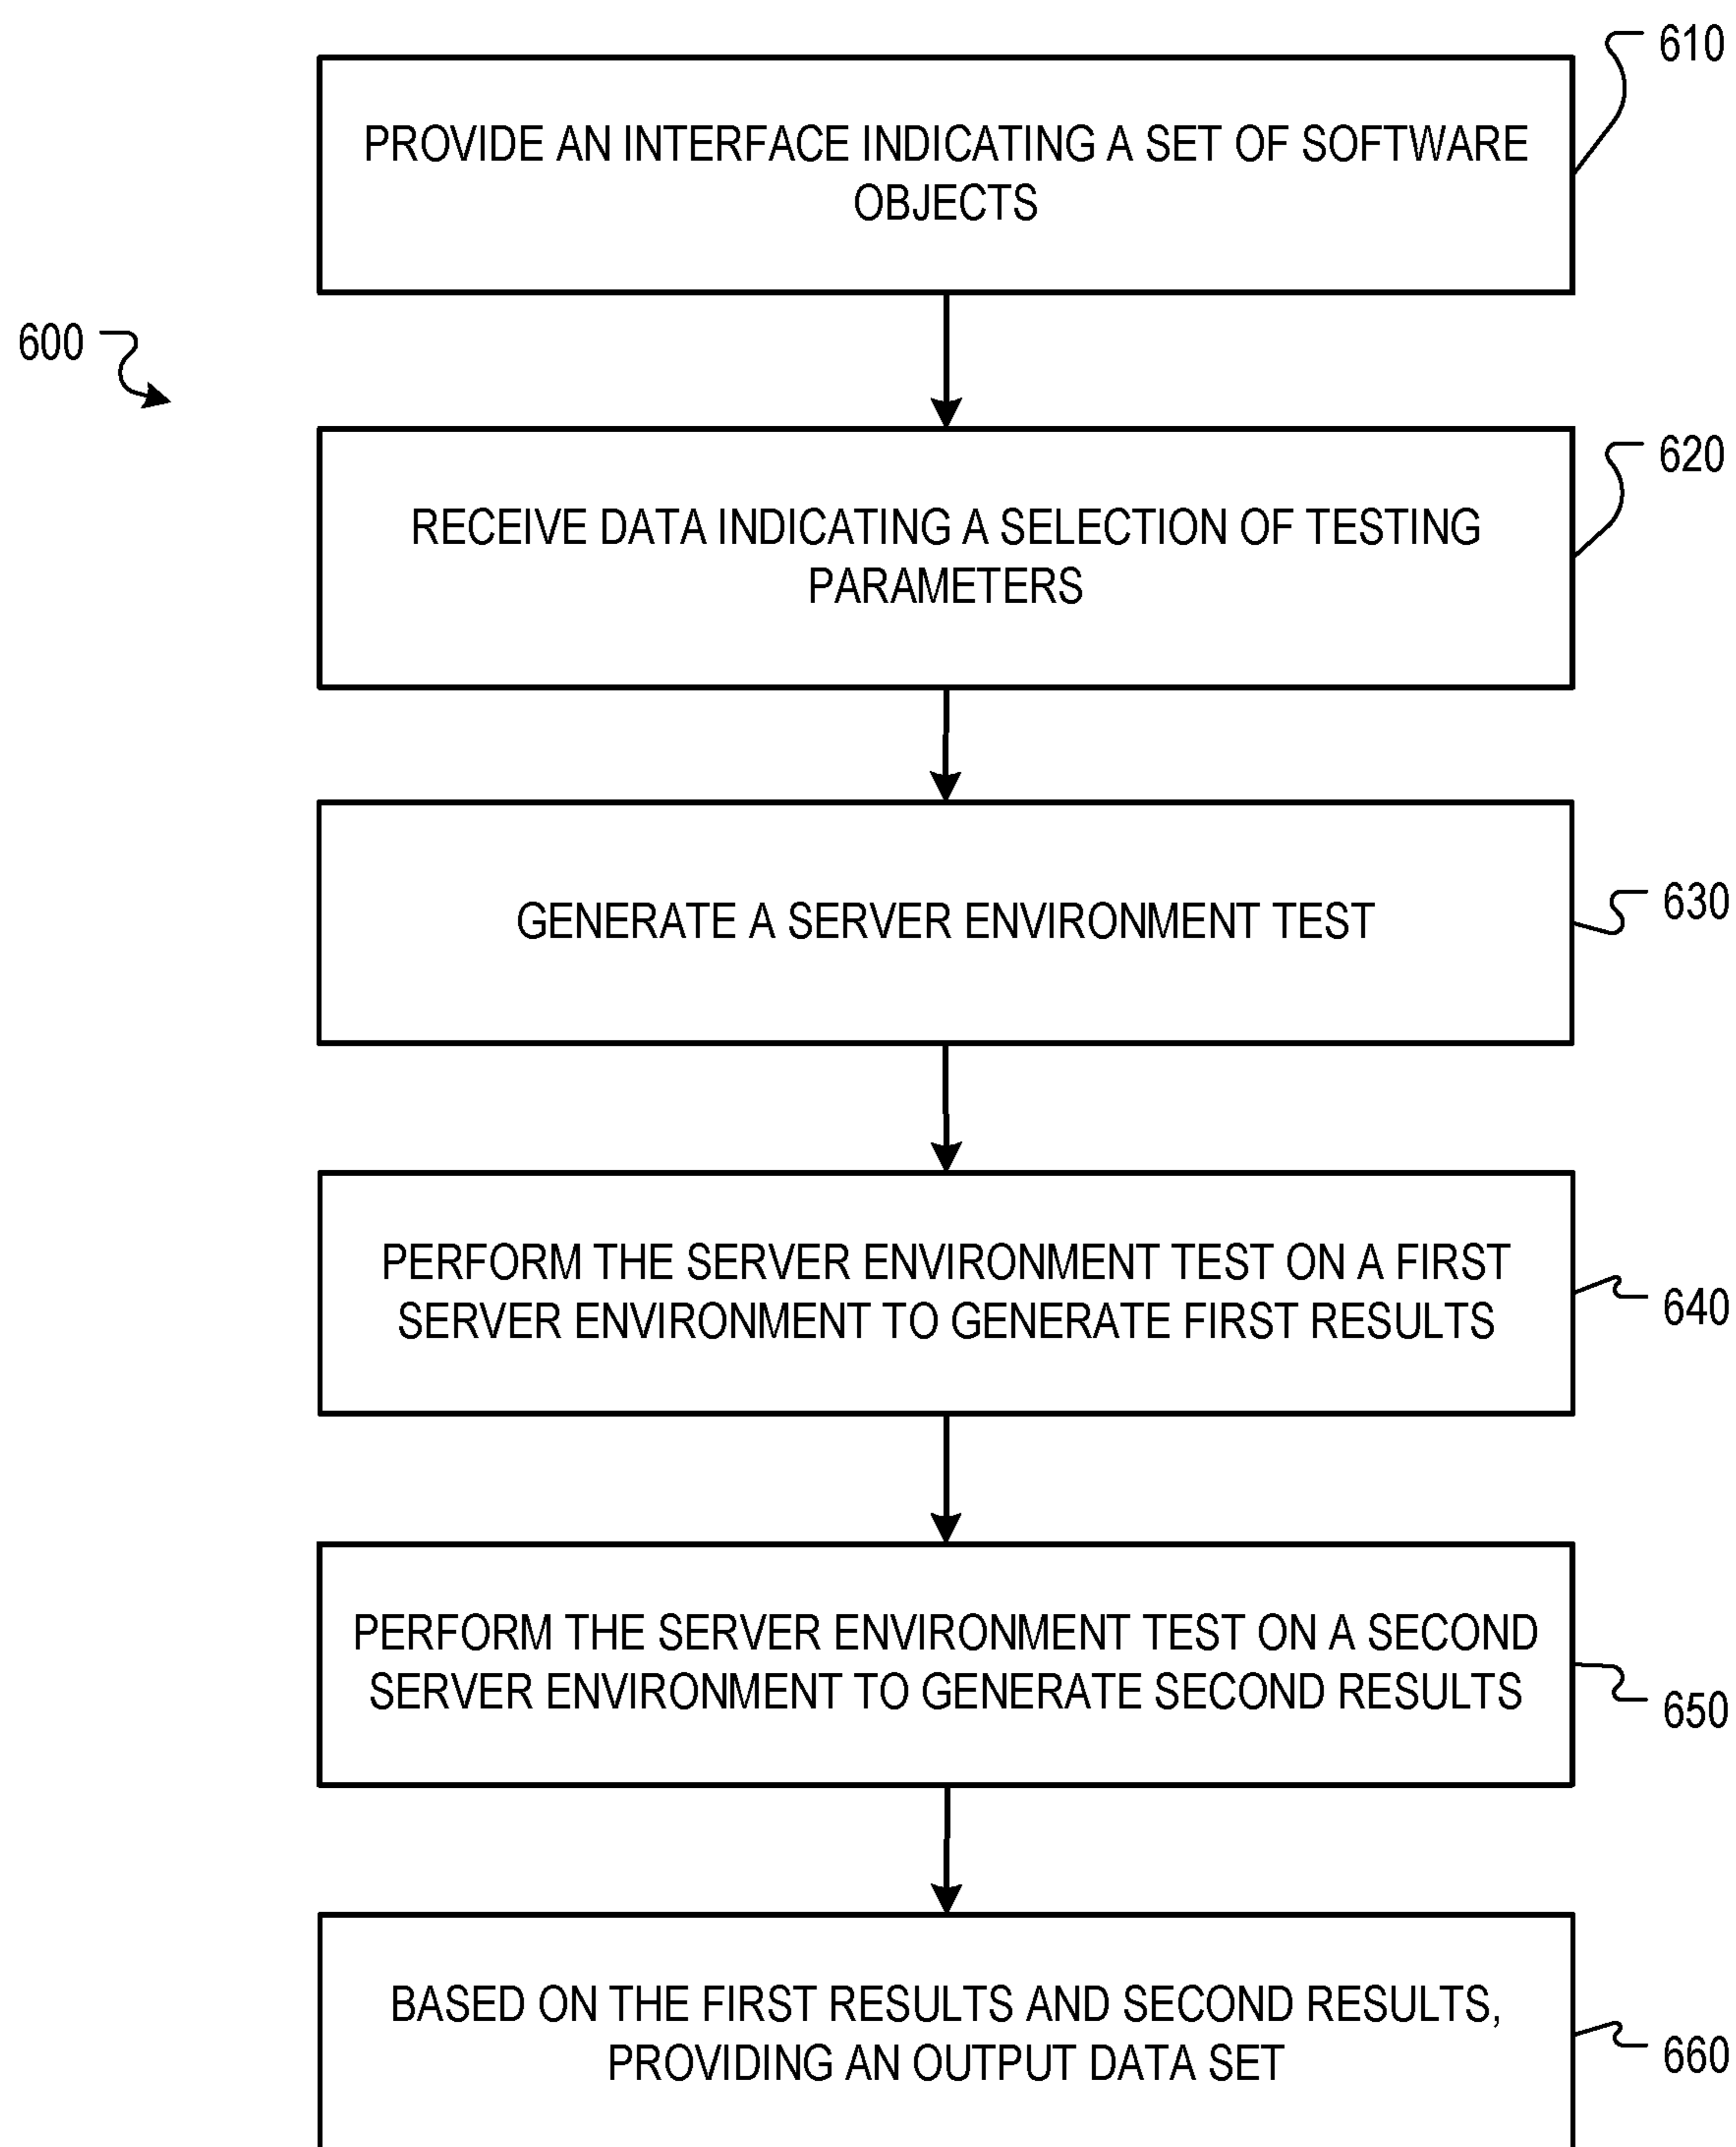 610
PROVIDE AN INTERFACE INDICATING A SET OF SOFTWARE
OBJECTS
600
620
RECEIVE DATA INDICATING A SELECTION OF TESTING
PARAMETERS
630
GENERATE A SERVER ENVIRONMENT TEST
PERFORM THE SERVER ENVIRONMENT TEST ON A FIRST
SERVER ENVIRONMENT TO GENERATE FIRST RESULTS
640
PERFORM THE SERVER ENVIRONMENT TEST ON A SECOND
SERVER ENVIRONMENT TO GENERATE SECOND RESULTS
650
BASED ON THE FIRST RESULTS AND SECOND RESULTS,
PROVIDING AN OUTPUT DATA SET
660